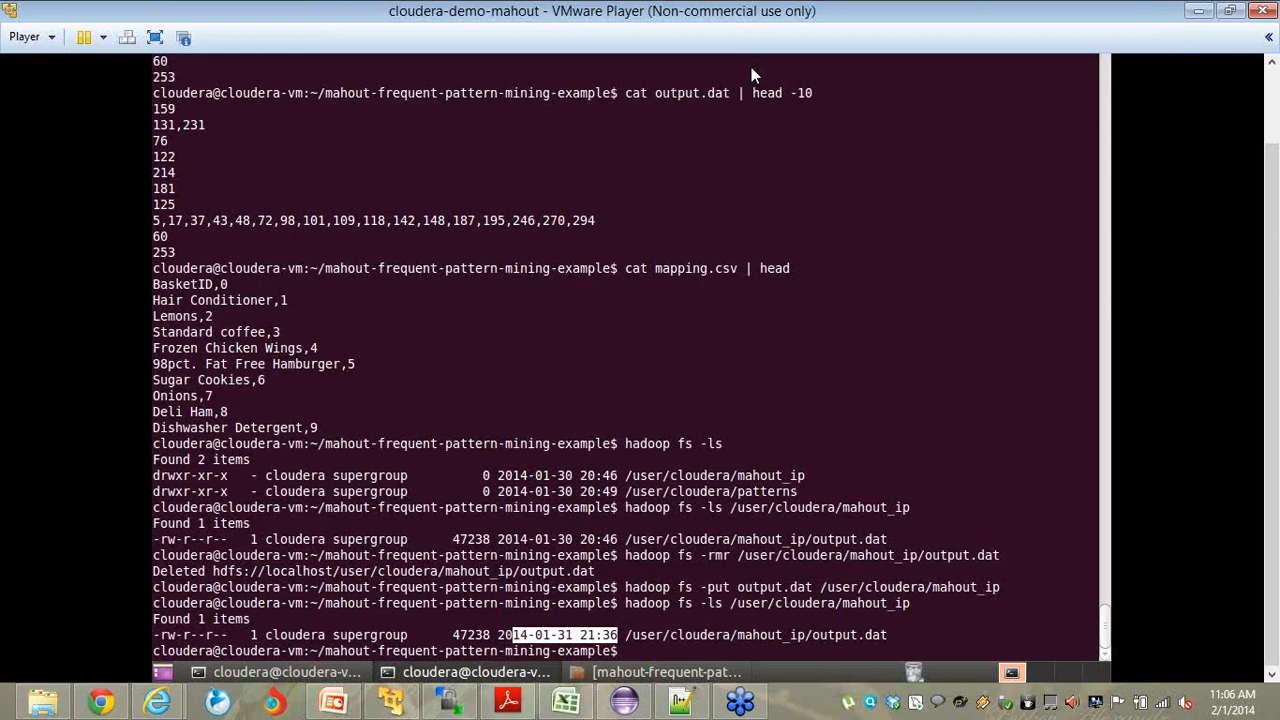 cloudera-demo-mahout - VMware Player (Non-commercial use only)
Player
60
253
cloudera@cloudera-vm:~/mahout-frequent-pattern-mining-example$ cat output.dat | head -10
159
131,231
76
122
214
181
125
5,17,37,43,48,72,98,101,109,118,142,148,187,195,246,270,294
60
253
cloudera@cloudera-vm:~/mahout-frequent-pattern-mining-example$ cat mapping.csv | head
BasketID,0
Hair Conditioner,1
Lemons,2
Standard coffee,3
Frozen Chicken Wings,4
98pct. Fat Free Hamburger,5
Sugar Cookies,6
Onions,7
Deli Ham,8
Dishwasher Detergent,9
cloudera@cloudera-vm:~/mahout-frequent-pattern-mining-example$ hadoop fs -ls
Found 2 items
drwxr-xr-x   - cloudera supergroup          0 2014-01-30 20:46 /user/cloudera/mahout_ip
drwxr-xr-x   - cloudera supergroup          0 2014-01-30 20:49 /user/cloudera/patterns
cloudera@cloudera-vm:~/mahout-frequent-pattern-mining-example$ hadoop fs -ls /user/cloudera/mahout_ip
Found 1 items
-rw-r--r--   1 cloudera supergroup      47238 2014-01-30 20:46 /user/cloudera/mahout_ip/output.dat
cloudera@cloudera-vm:~/mahout-frequent-pattern-mining-example$ hadoop fs -rmr /user/cloudera/mahout_ip/output.dat
Deleted hdfs://localhost/user/cloudera/mahout_ip/output.dat
cloudera@cloudera-vm:~/mahout-frequent-pattern-mining-example$ hadoop fs -put output.dat /user/cloudera/mahout_ip
cloudera@cloudera-vm:~/mahout-frequent-pattern-mining-example$ hadoop fs -ls /user/cloudera/mahout_ip
Found 1 items
-rw-r--r--   1 cloudera supergroup      47238 2014-01-31 21:36 /user/cloudera/mahout_ip/output.dat
cloudera@cloudera-vm:~/mahout-frequent-pattern-mining-example$
cloudera@cloudera-v... cloudera@cloudera-v... [mahout-frequent-pat...
11:06 AM
2/1/2014